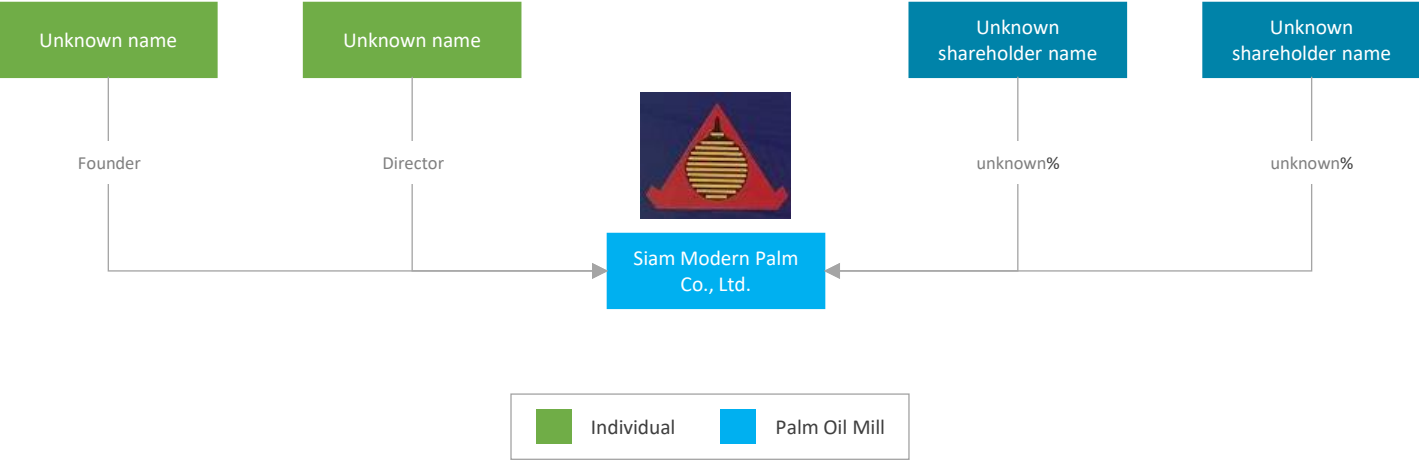 Unknown name
Unknown name
Unknown
shareholder name
Unknown
shareholder name
Founder
Director
unknown%
unknown%
Siam Modern Palm
Co., Ltd.
Individual
Palm Oil Mill